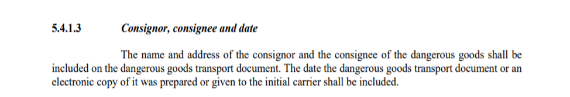 5.4.1.3 Consignor, consignee and date
The name and address of the consignor and the consignee of the dangerous goods shall be
included on the dangerous goods transport document. The date the dangerous goods transport document or an
electronic copy of it was prepared or given to the initial carrier shall be included.